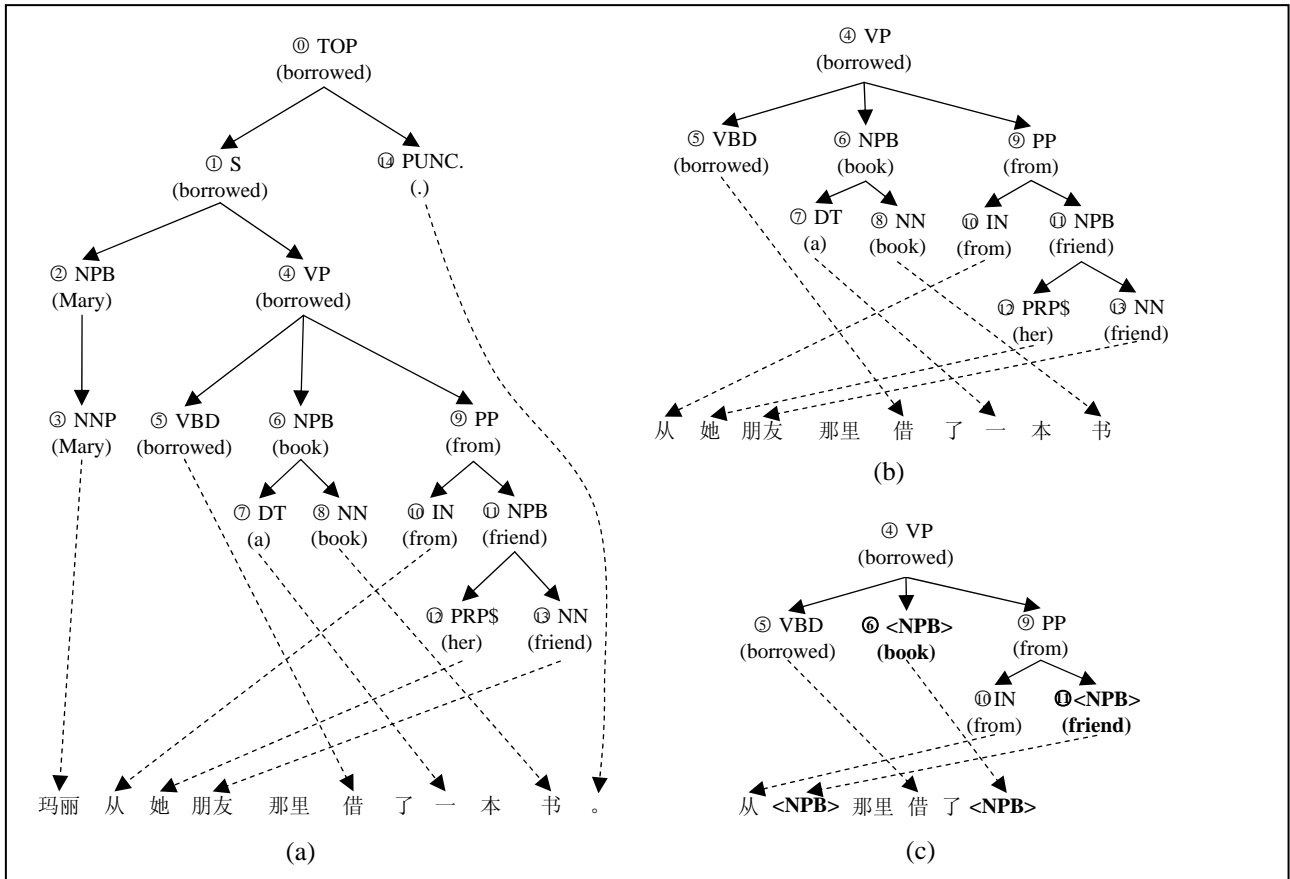 ⓪ TOP
(borrowed)
① S
(borrowed)
⑭ PUNC.
(.)
② NPB
(Mary)
④ VP
(borrowed)
③ NNP
(Mary)
⑤ VBD
(borrowed)
⑥ NPB
(book)
⑨ PP
(from)
⑦ DT
(a)
⑧ NN
(book)
⑩ IN
(from)
⑪ NPB
(friend)
⑫ PRP$
(her)
⑬ NN
(friend)
玛丽 从 她 朋友 那里 借 了 一 本 书 。
(a)
④ VP
(borrowed)
⑤ VBD
(borrowed)
⑥ NPB
(book)
⑨ PP
(from)
⑦ DT
(a)
⑧ NN
(book)
⑩ IN
(from)
⑪ NPB
(friend)
⑫ PRP$
(her)
⑬ NN
(friend)
从 她 朋友 那里 借 了 一 本 书
(b)
④ VP
(borrowed)
⑤ VBD
(borrowed)
⑥ <NPB>
(book)
⑨ PP
(from)
⑩ IN
(from)
⑪ <NPB>
(friend)
从 <NPB> 那里 借 了 <NPB>
(c)